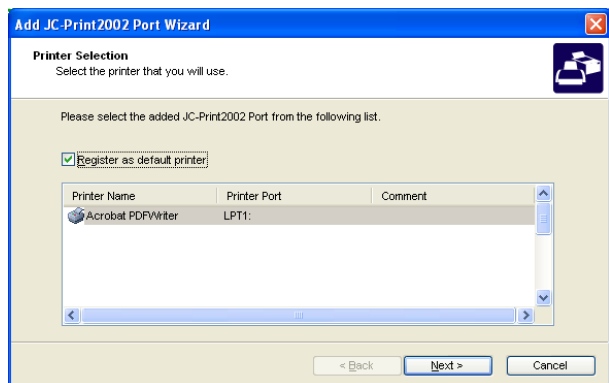 Add JC-Print2002 Port Wizard
Printer Selection
Select the printer that you will use.
Please select the added JC-Print2002 Port from the following list.
Register as default printer
Printer Name Printer Port Comment
Acrobat PDFWriter LPT1:
< Back Next > Cancel